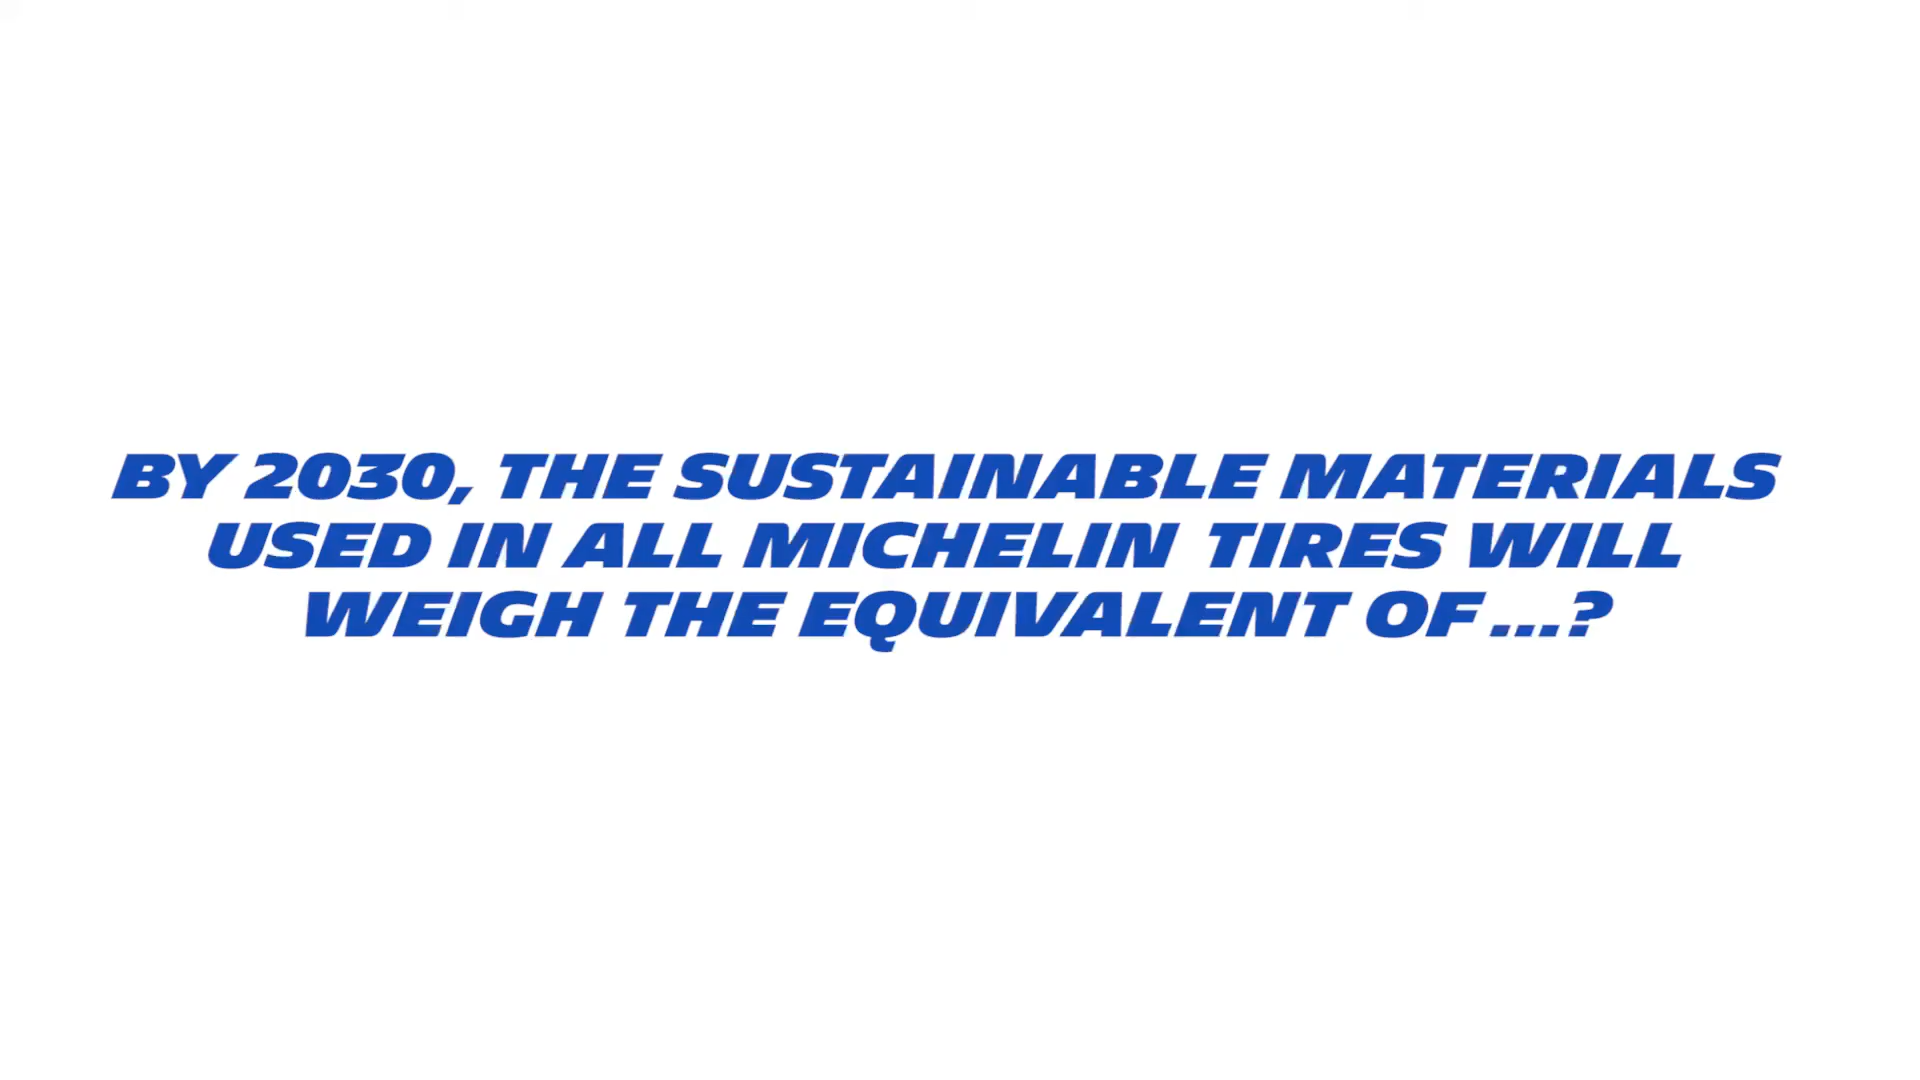 BY 2030, THE SUSTAINABLE MATERIALS
USED IN ALL MICHELIN TIRES WILL
WEIGH THE EQUIVALENT OF ...?